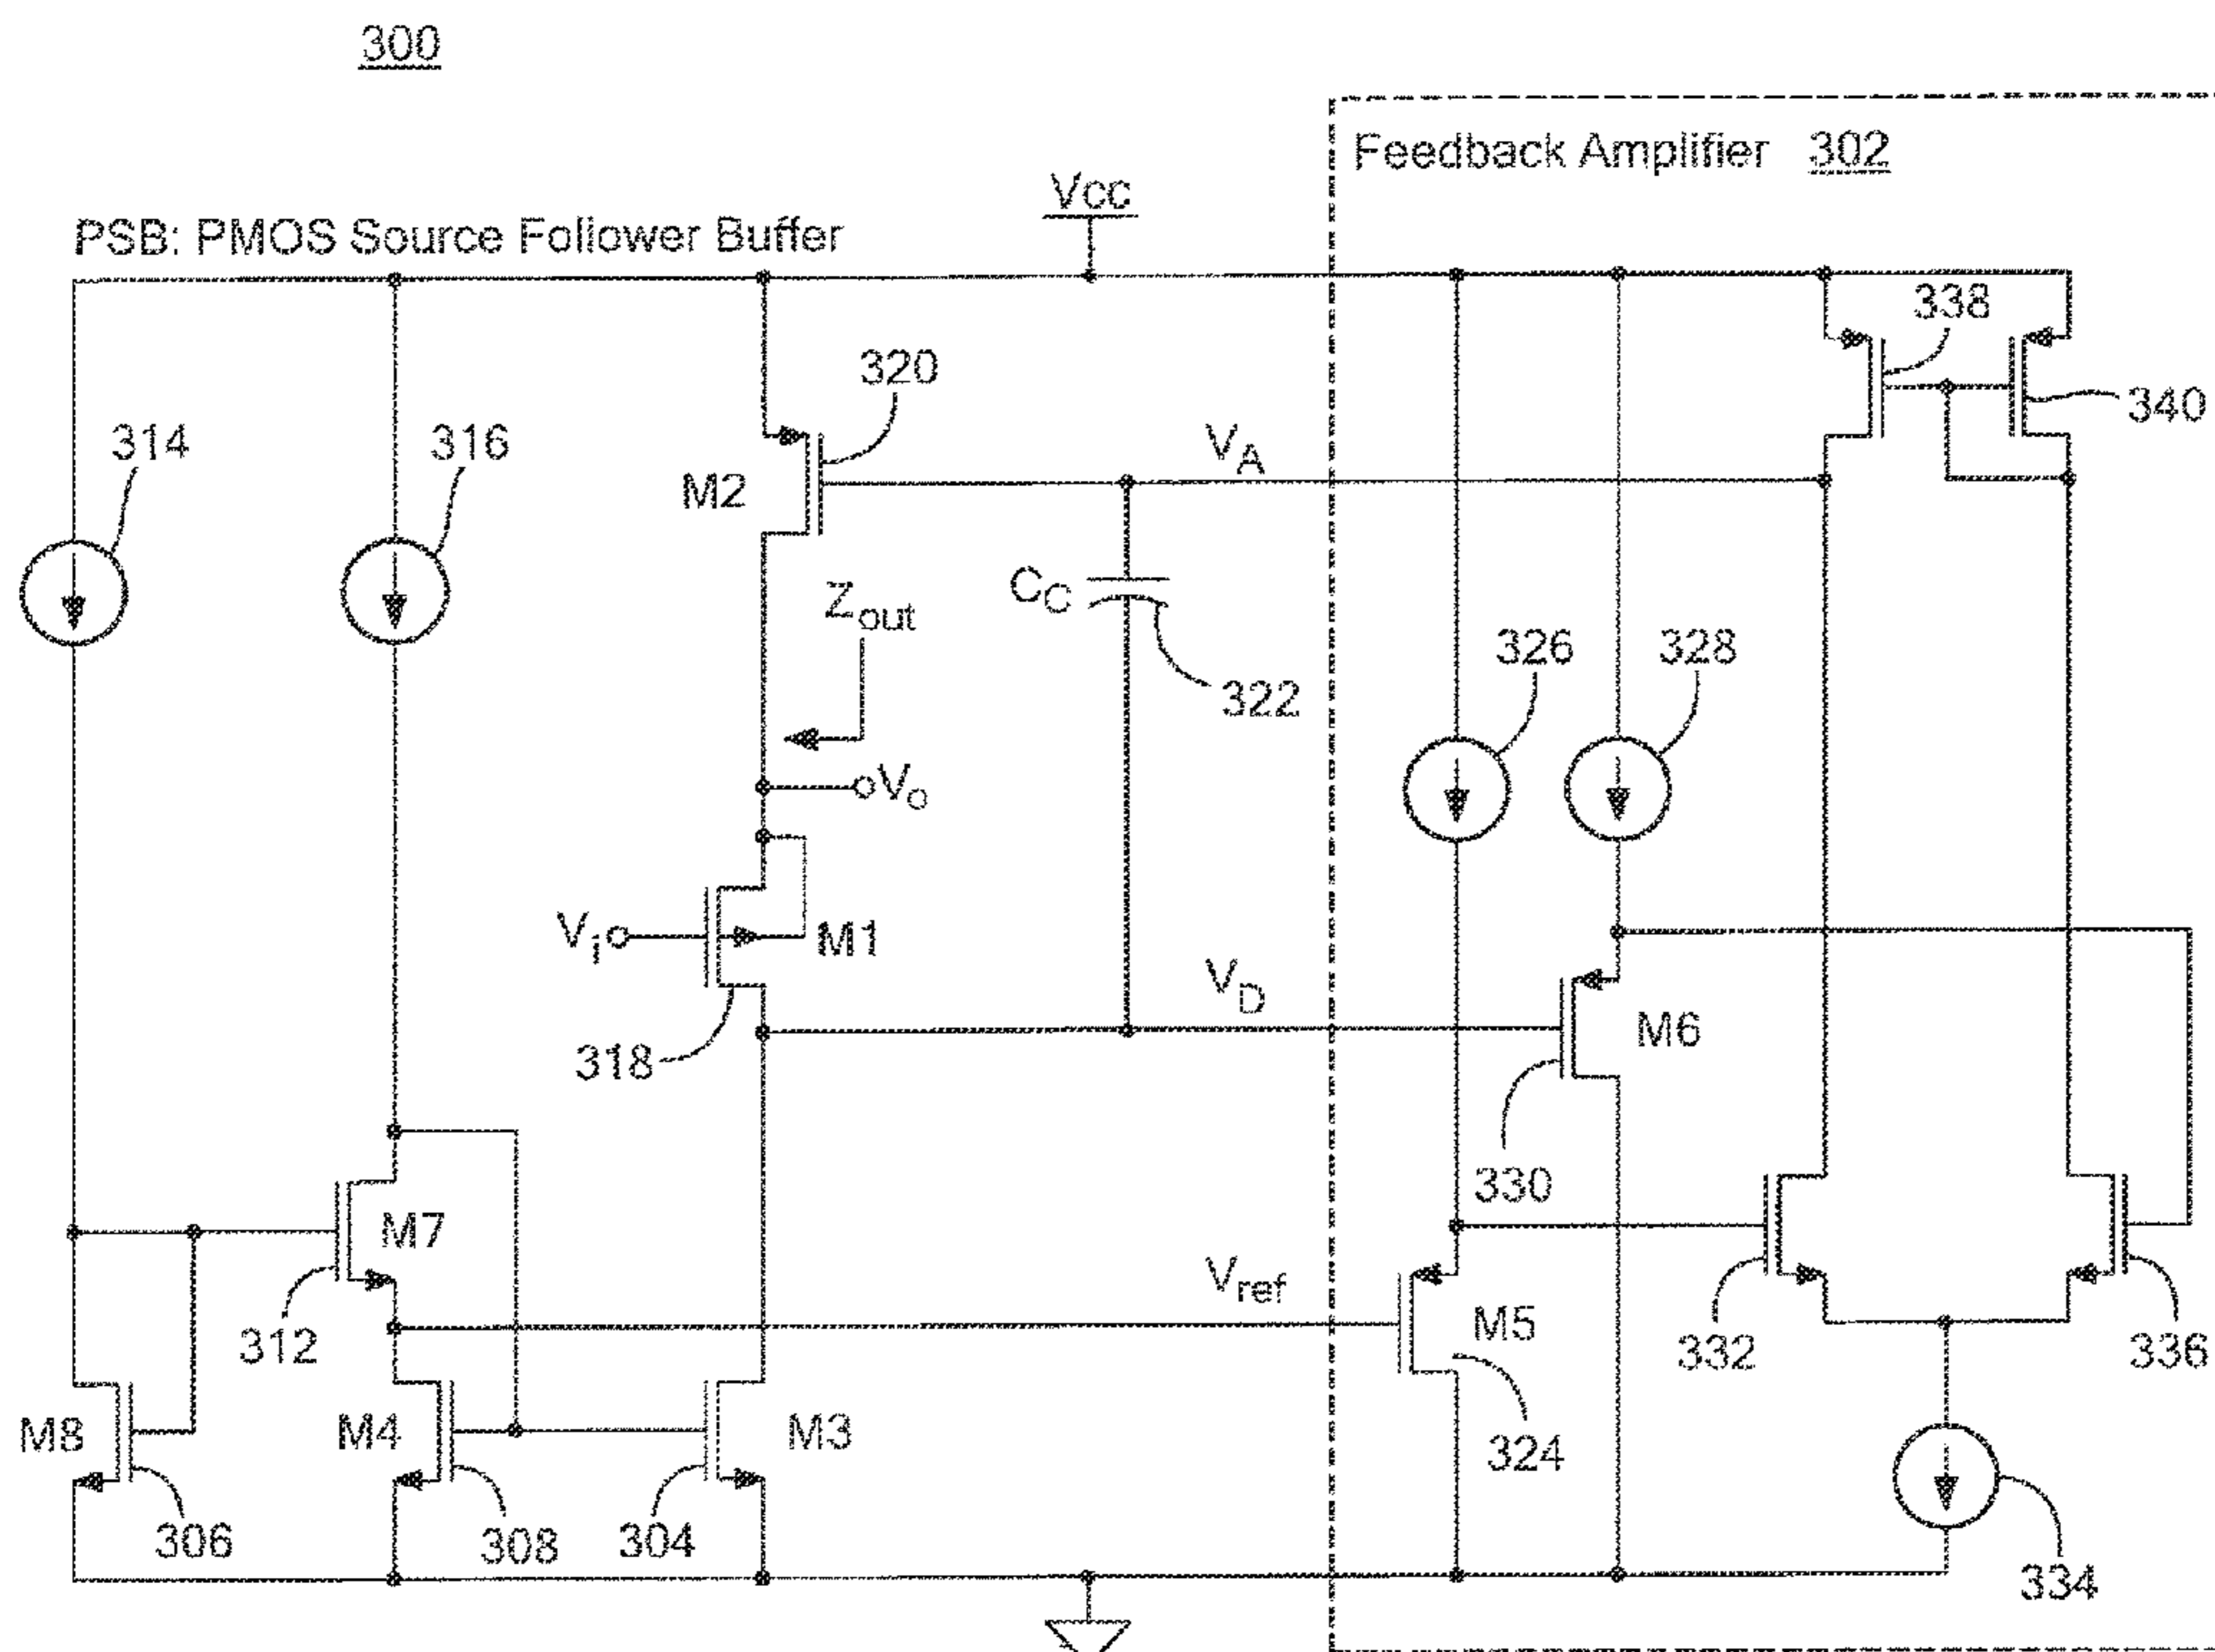 300
Feedback Amplifier 302
Vcc
PSB: PMOS Source Follower Buffer
338
320
340
314
316
VA
M2
Zout
CC
326
328
322
Vo
Vi
M1
VD
318
M6
330
M7
Vref
312
M5
332
336
M8
M4
M3
324
306
308
304
334